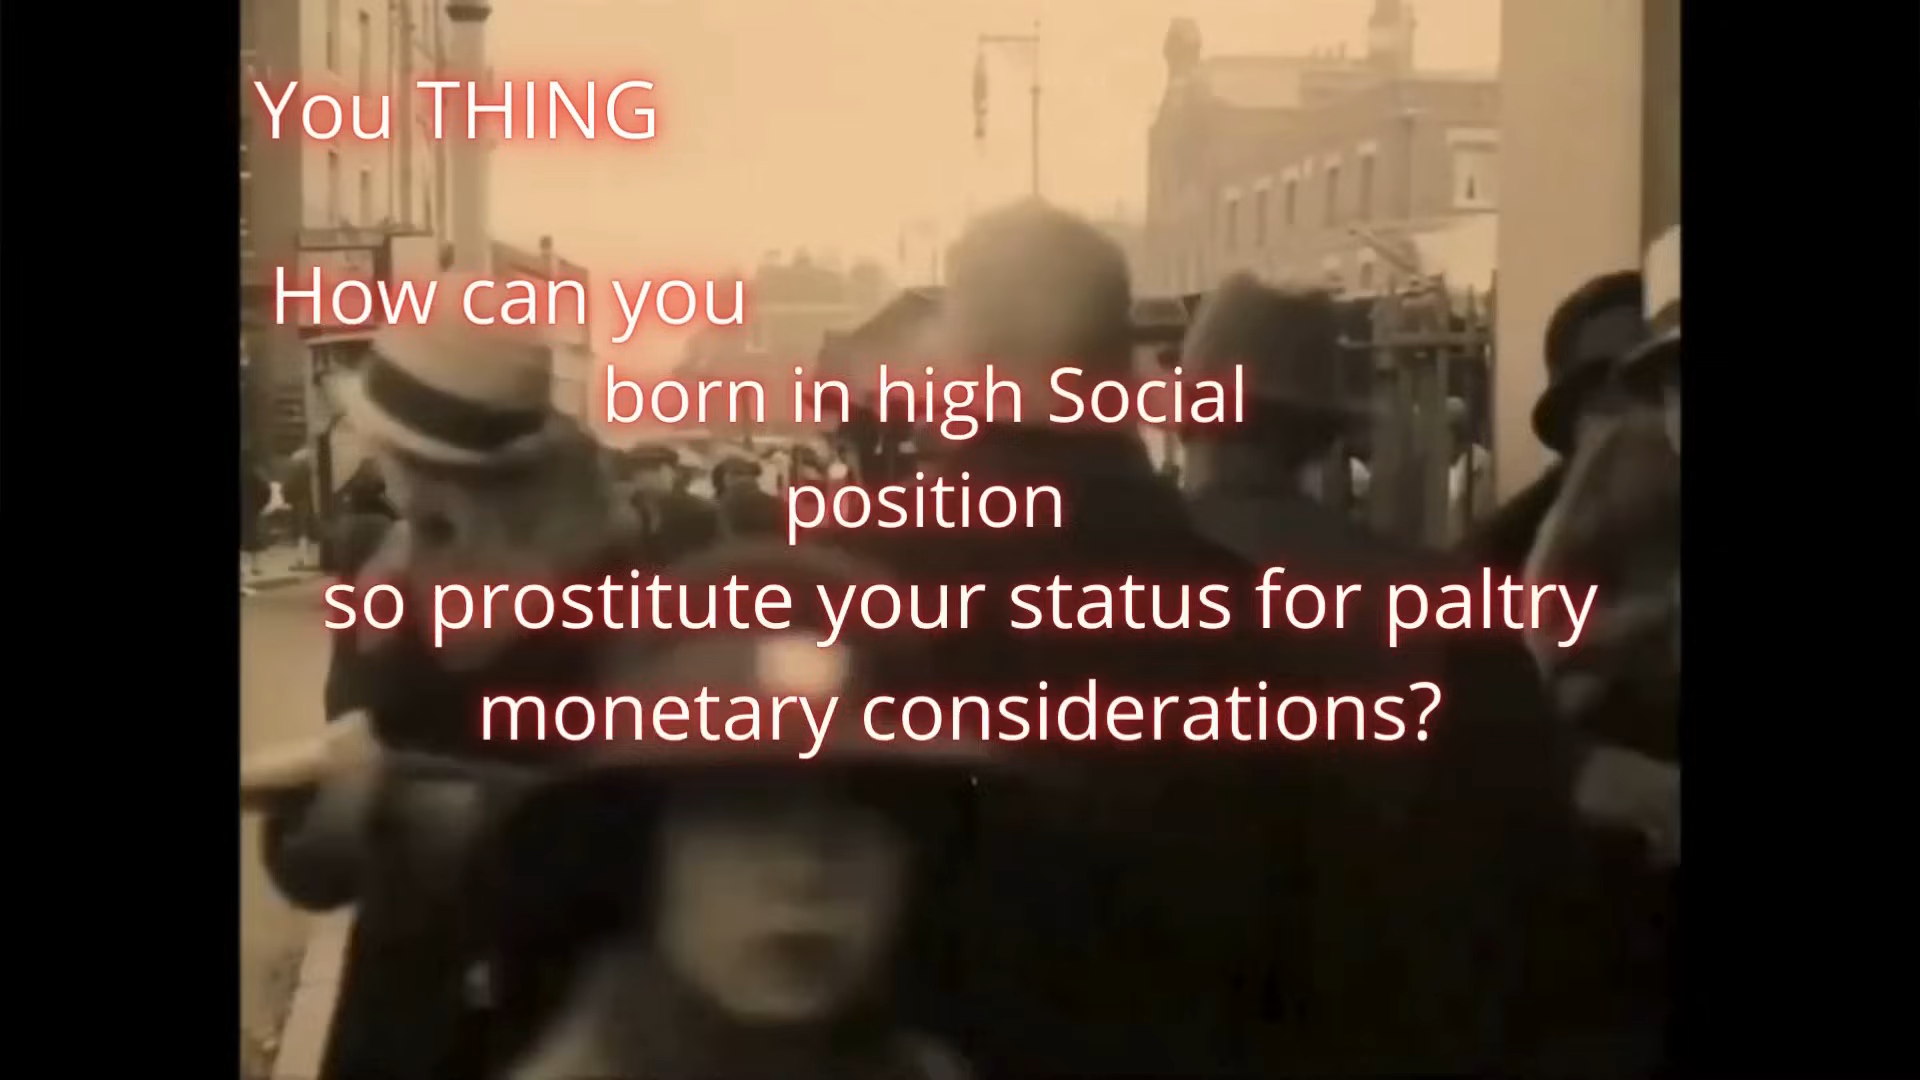 You THING
How can you
born in high Social
position
so prostitute your status for paltry
monetary considerations?